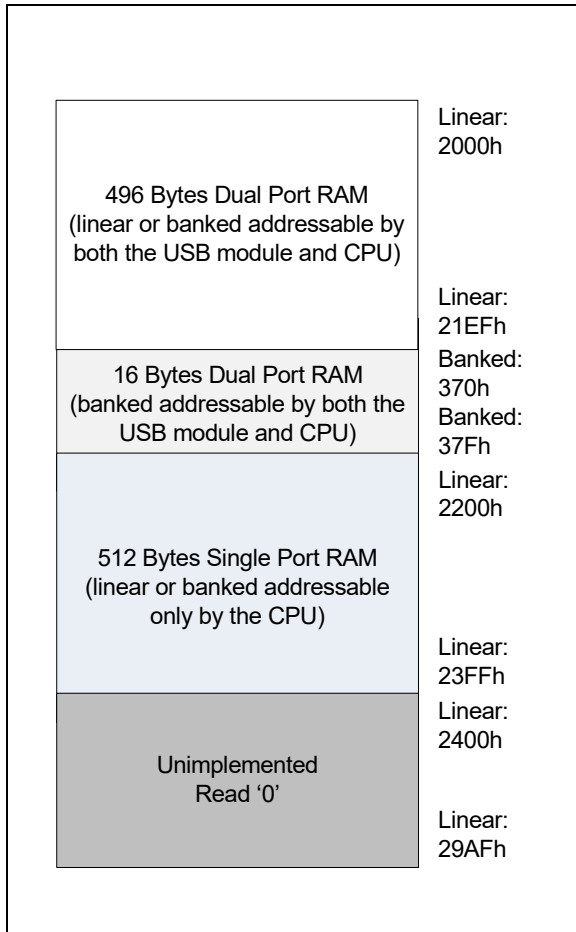 Linear:
2000h
496 Bytes Dual Port RAM
(linear or banked addressable by
both the USB module and CPU)
Linear:
21EFh
Banked:
370h
16 Bytes Dual Port RAM
(banked addressable by both the
USB module and CPU)
Banked:
37Fh
Linear:
2200h
512 Bytes Single Port RAM
(linear or banked addressable
only by the CPU)
Linear:
23FFh
Linear:
2400h
Unimplemented
Read ‘0’
Linear:
29AFh